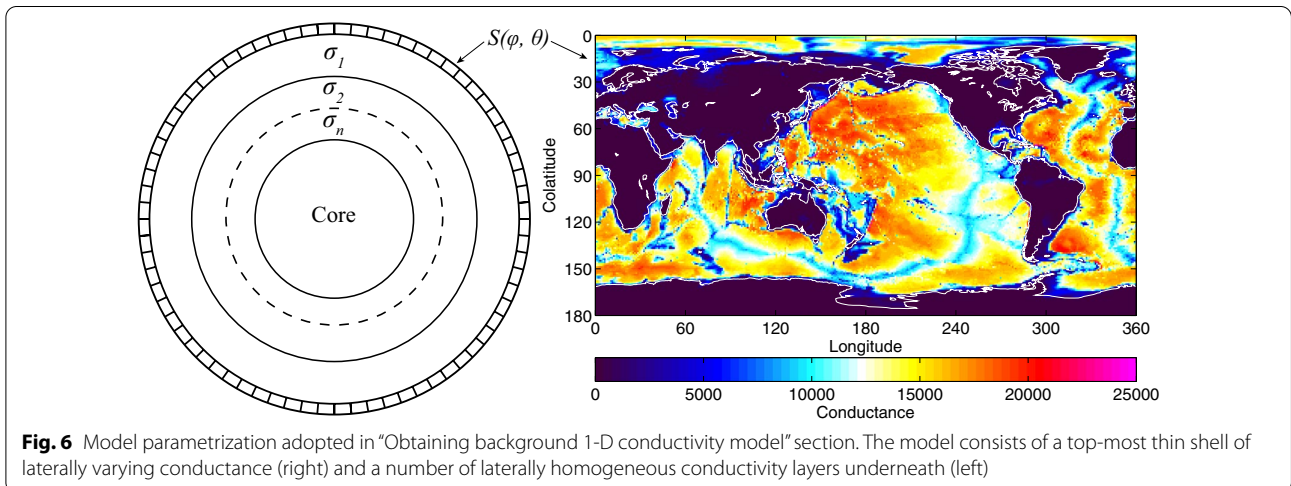 S(φ, θ)
σ1
σ2
σn
Core
Colatitude
0
30
60
90
120
150
180
0 60 120 180 240 300 360
Longitude
0 5000 10000 15000 20000 25000
Conductance
Fig. 6 Model parametrization adopted in “Obtaining background 1-D conductivity model” section. The model consists of a top-most thin shell of
laterally varying conductance (right) and a number of laterally homogeneous conductivity layers underneath (left)